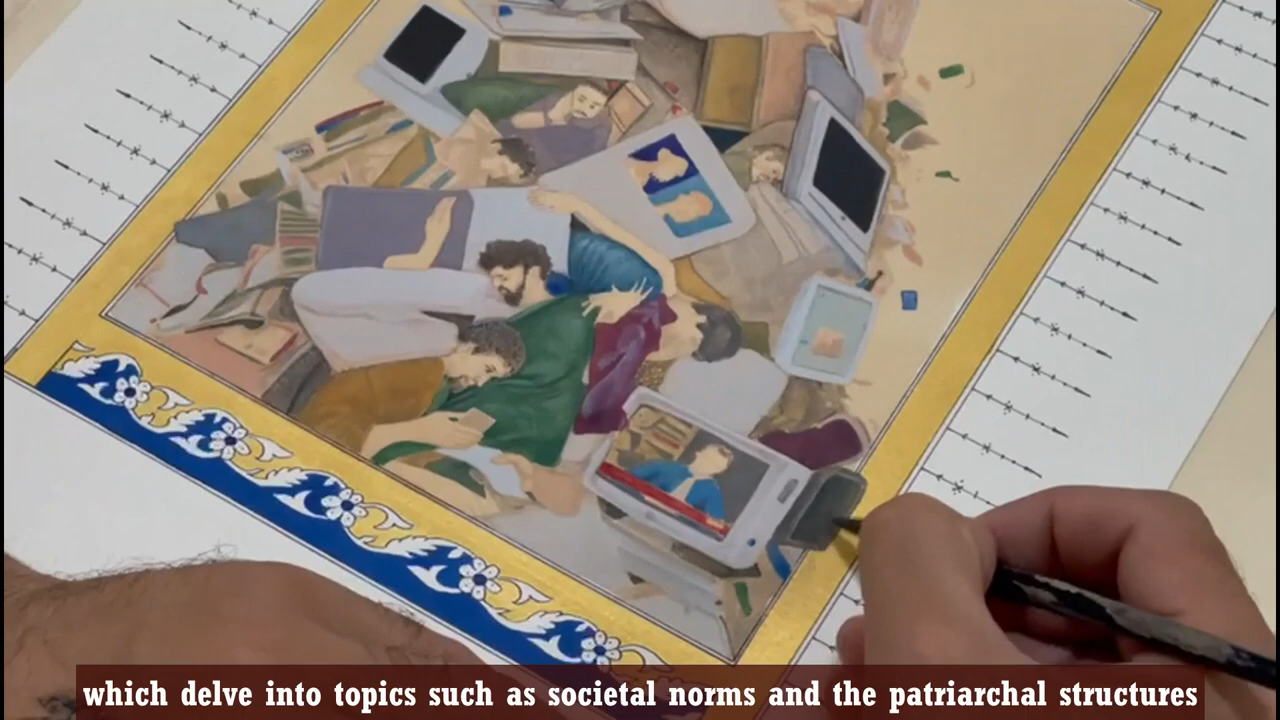 which delve into topics such as societal norms and the patriarchal structures